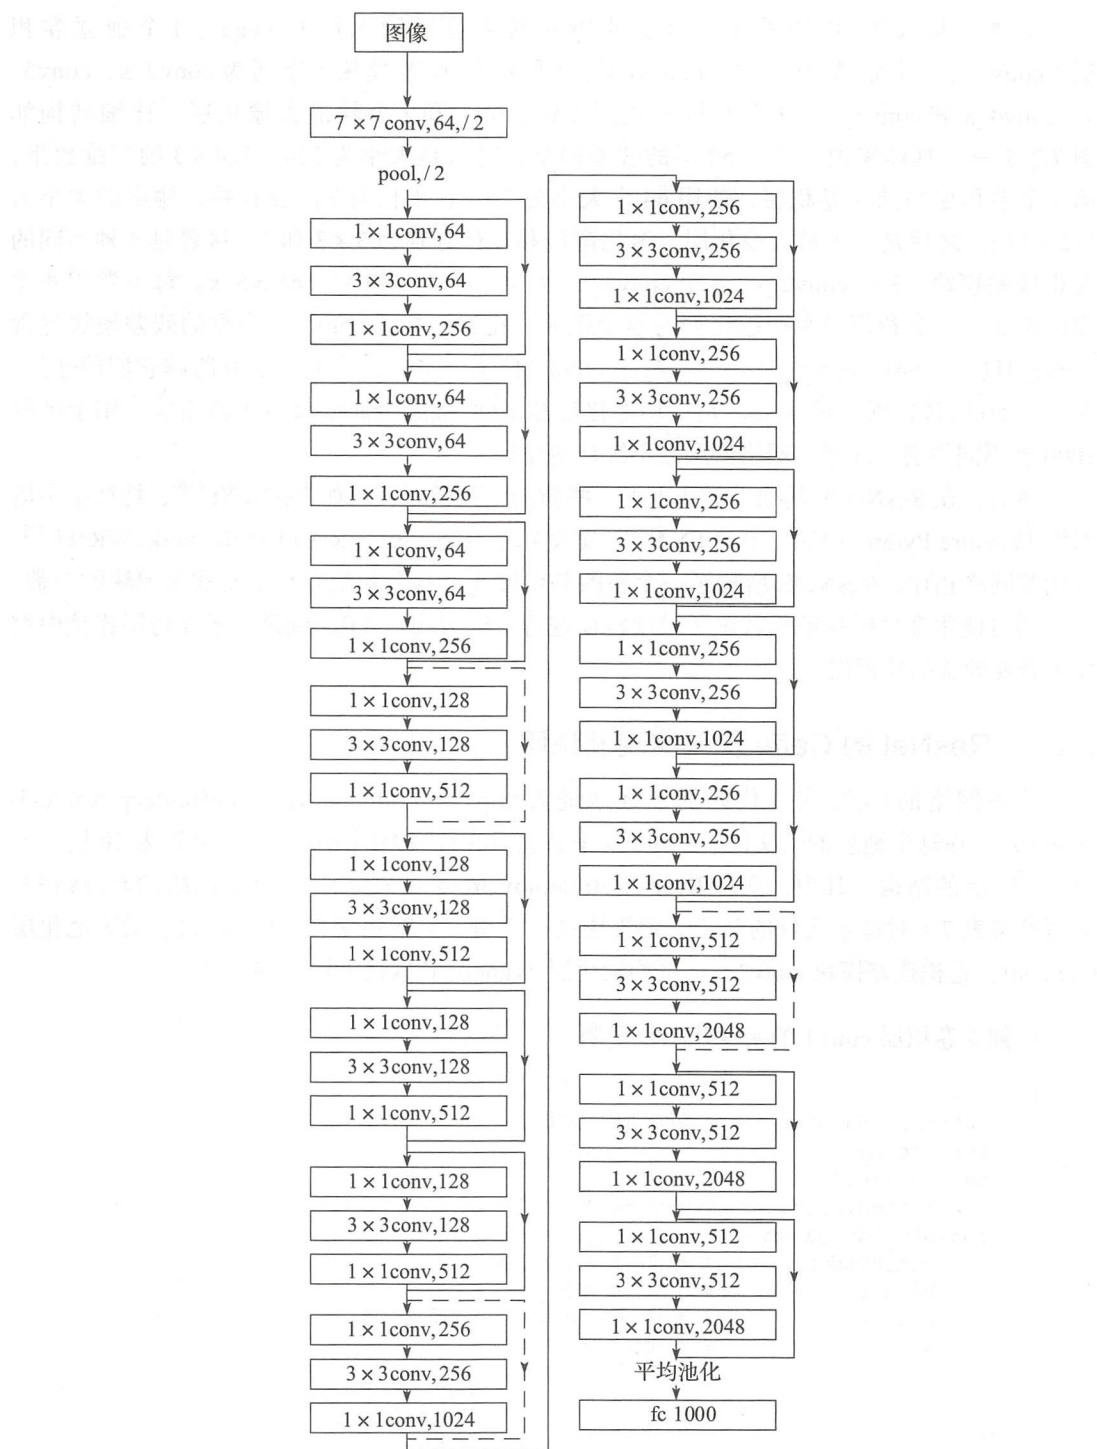 图像
7×7conv,64,/2
pool,/2
1×1conv,64
3×3conv,64
1×1conv,256
1×1conv,64
3×3conv,64
1×1conv,256
1×1conv,64
3×3conv,64
1×1conv,256
1×1conv,128
3×3conv,128
1×1conv,512
1×1conv,128
3×3conv,128
1×1conv,512
1×1conv,128
3×3conv,128
1×1conv,512
1×1conv,128
3×3conv,128
1×1conv,512
1×1conv,256
3×3conv,256
1×1conv,1024
1×1conv,256
3×3conv,256
1×1conv,1024
1×1conv,256
3×3conv,256
1×1conv,1024
1×1conv,256
3×3conv,256
1×1conv,1024
1×1conv,256
3×3conv,256
1×1conv,1024
1×1conv,256
3×3conv,256
1×1conv,1024
1×1conv,512
3×3conv,512
1×1conv,2048
1×1conv,512
3×3conv,512
1×1conv,2048
1×1conv,512
3×3conv,512
1×1conv,2048
平均池化
fc 1000